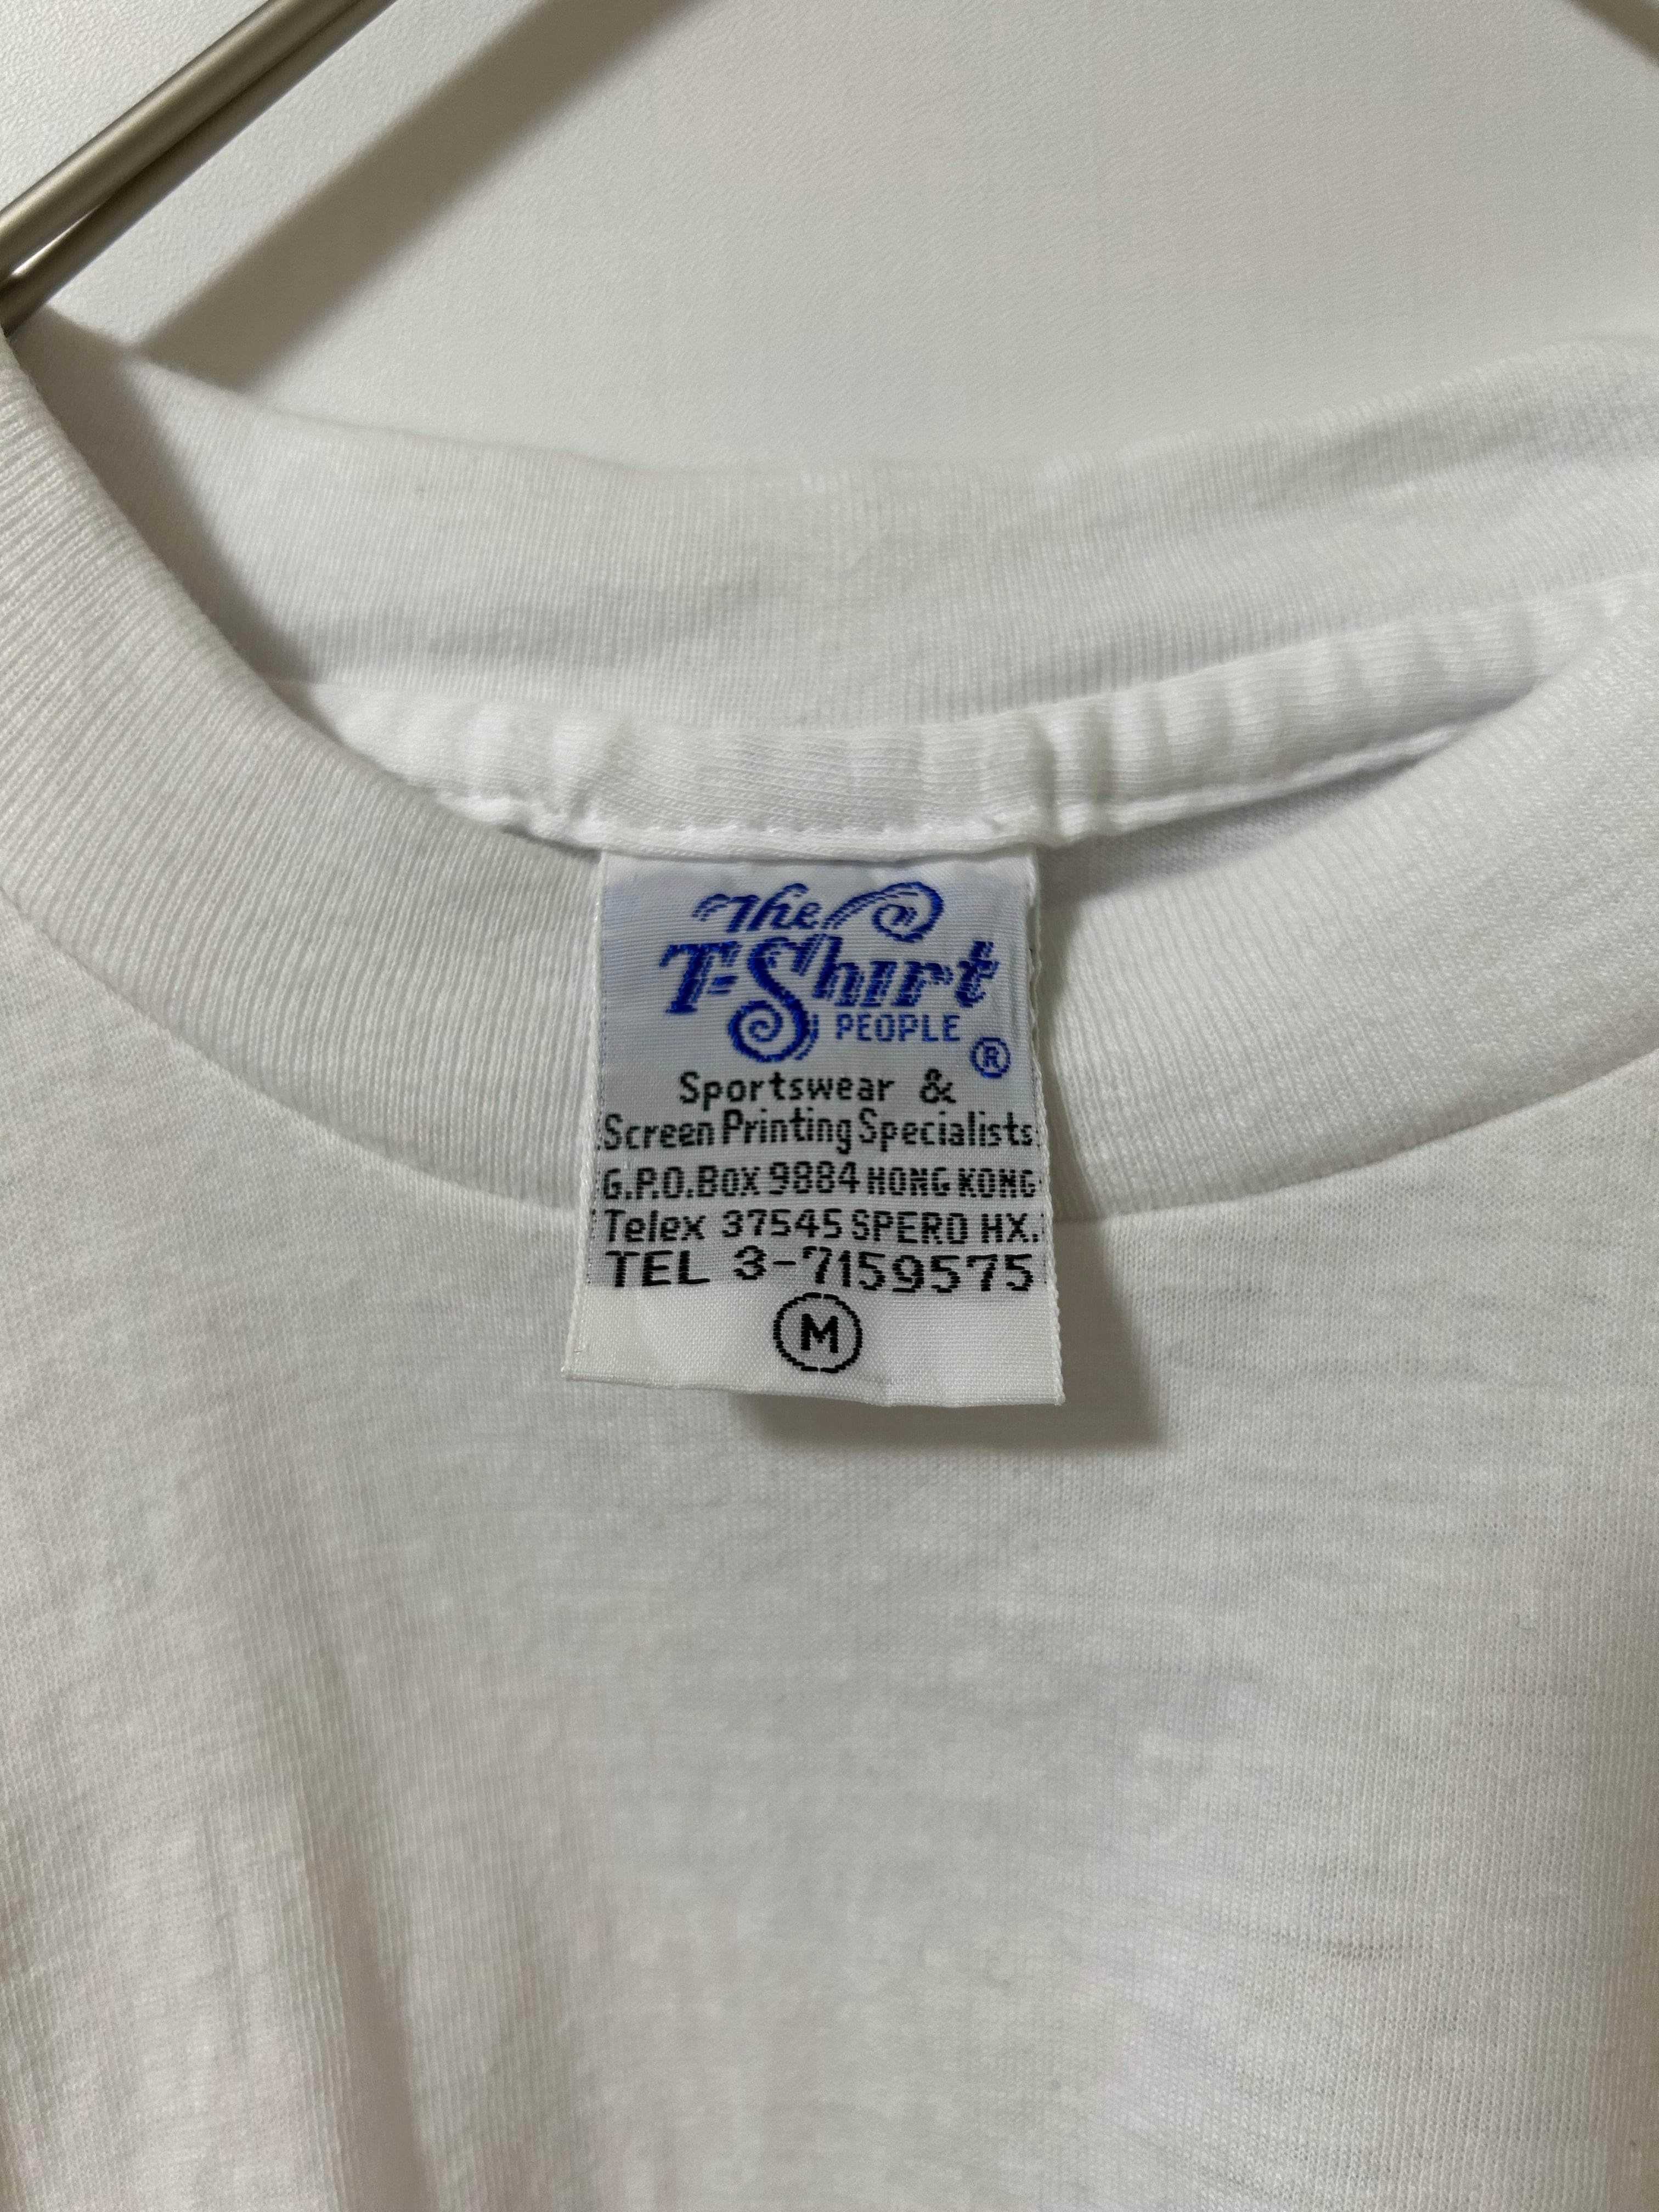 The
T-Shirt
PEOPLE ®
Sportswear &
Screen Printing Specialists
G.P.O.Box 9884 HONG KONG
Telex 37545 SPERO HX.
TEL 3-7159575
M